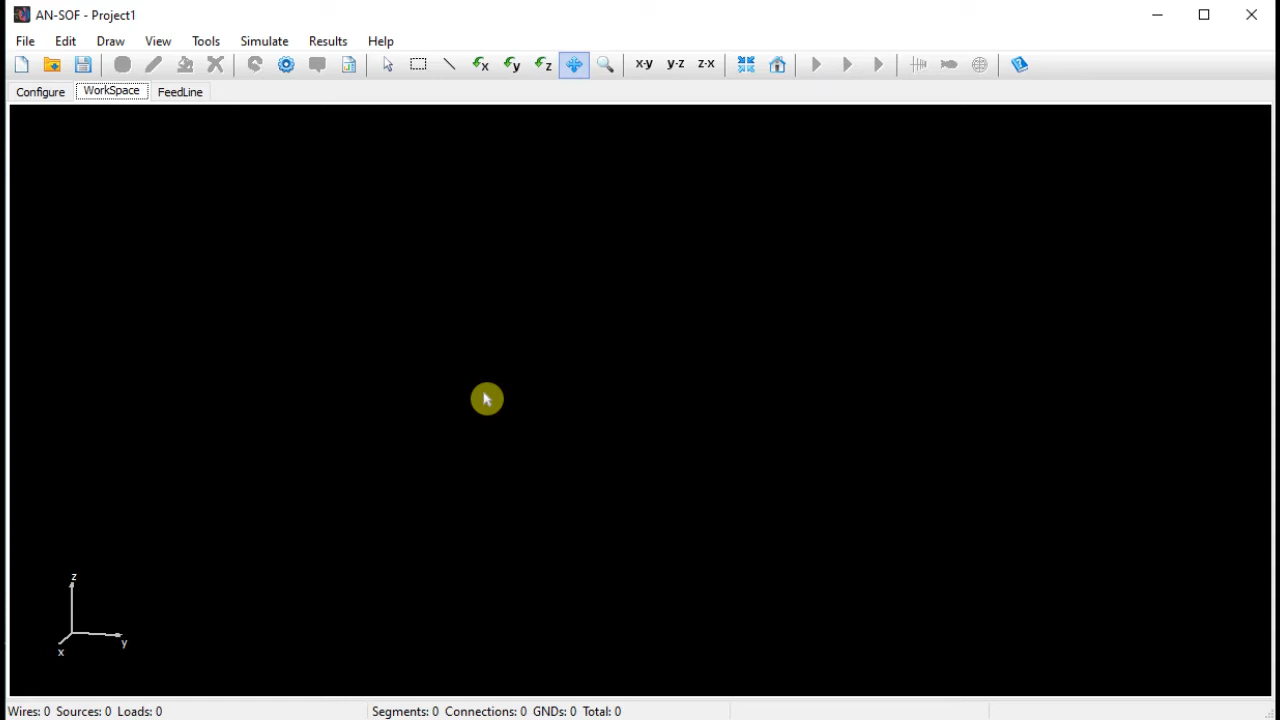 AN-SOF - Project1
File Edit Draw View Tools Simulate Results Help
x y z x-y y-z z-x
Configure WorkSpace FeedLine
z
y
x
Wires: 0 Sources: 0 Loads: 0 Segments: 0 Connections: 0 GNDs: 0 Total: 0